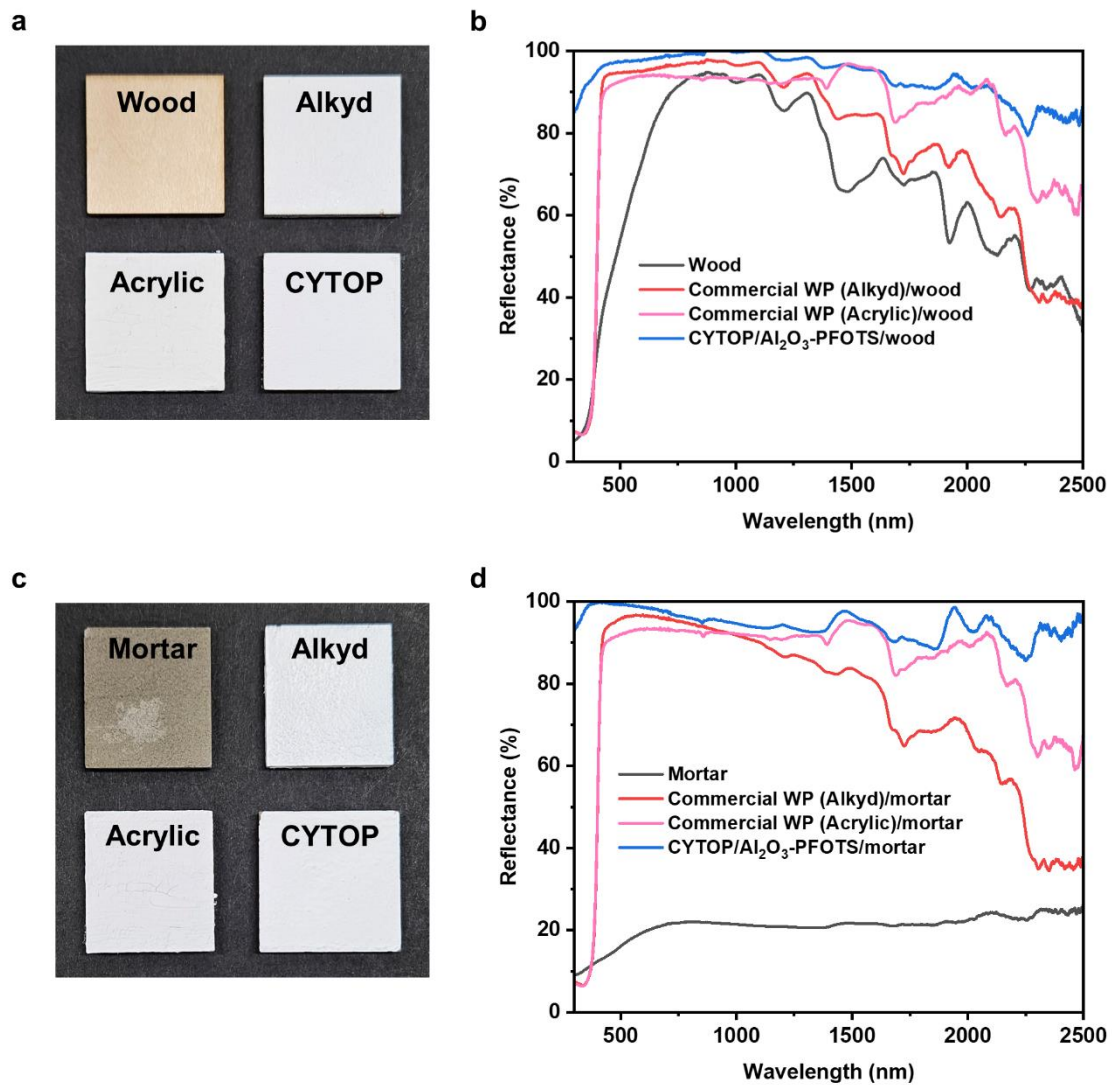 a
Wood
Alkyd
Acrylic
CYTOP
b
100
80
60
40
20
0
Reflectance (%)
Wood
Commercial WP (Alkyd)/wood
Commercial WP (Acrylic)/wood
CYTOP/Al₂O₃-PFOTS/wood
500 1000 1500 2000 2500
Wavelength (nm)
c
Mortar
Alkyd
Acrylic
CYTOP
d
100
80
60
40
20
0
Reflectance (%)
Mortar
Commercial WP (Alkyd)/mortar
Commercial WP (Acrylic)/mortar
CYTOP/Al₂O₃-PFOTS/mortar
500 1000 1500 2000 2500
Wavelength (nm)